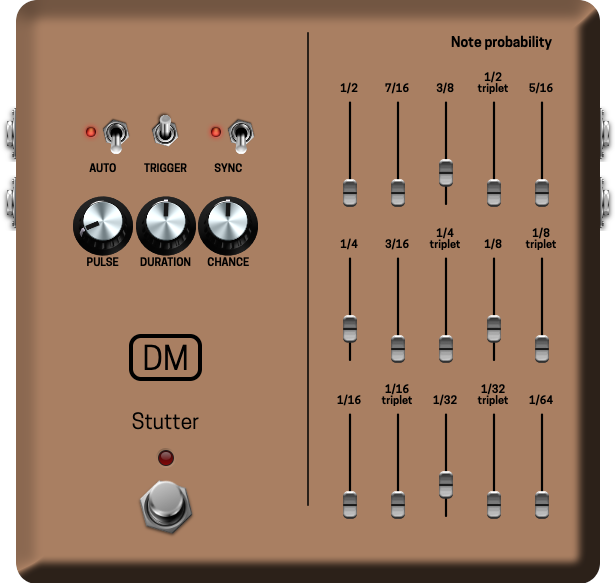 Note probability
1/2 7/16 3/8 1/2 triplet 5/16
AUTO TRIGGER SYNC
PULSE DURATION CHANCE
1/4 3/16 1/4 triplet 1/8 1/8 triplet
DM
1/16 1/16 triplet 1/32 1/32 triplet 1/64
Stutter